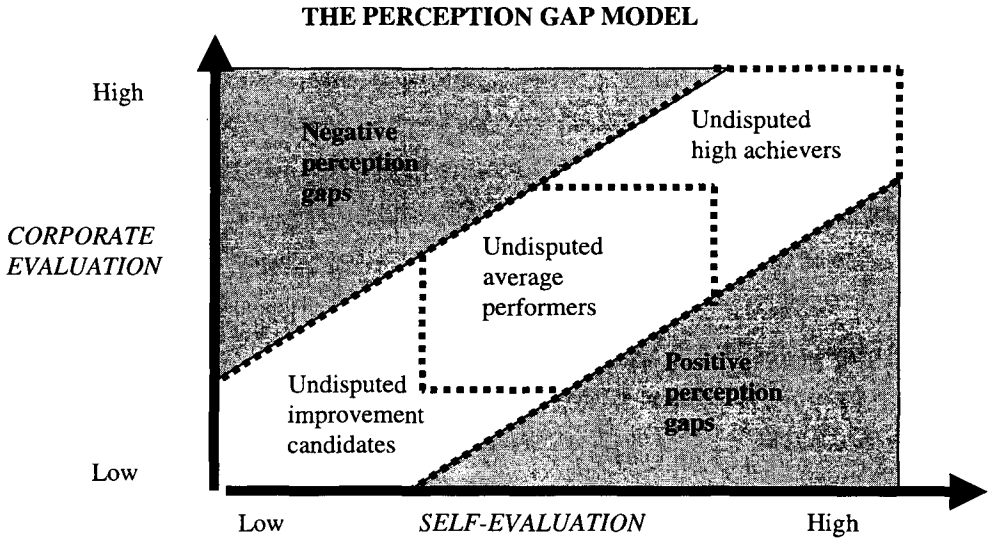 THE PERCEPTION GAP MODEL
High
Negative
perception
gaps
Undisputed
high achievers
CORPORATE
EVALUATION
Undisputed
average
performers
Undisputed
improvement
candidates
Positive
perception
gaps
Low
Low
SELF-EVALUATION
High